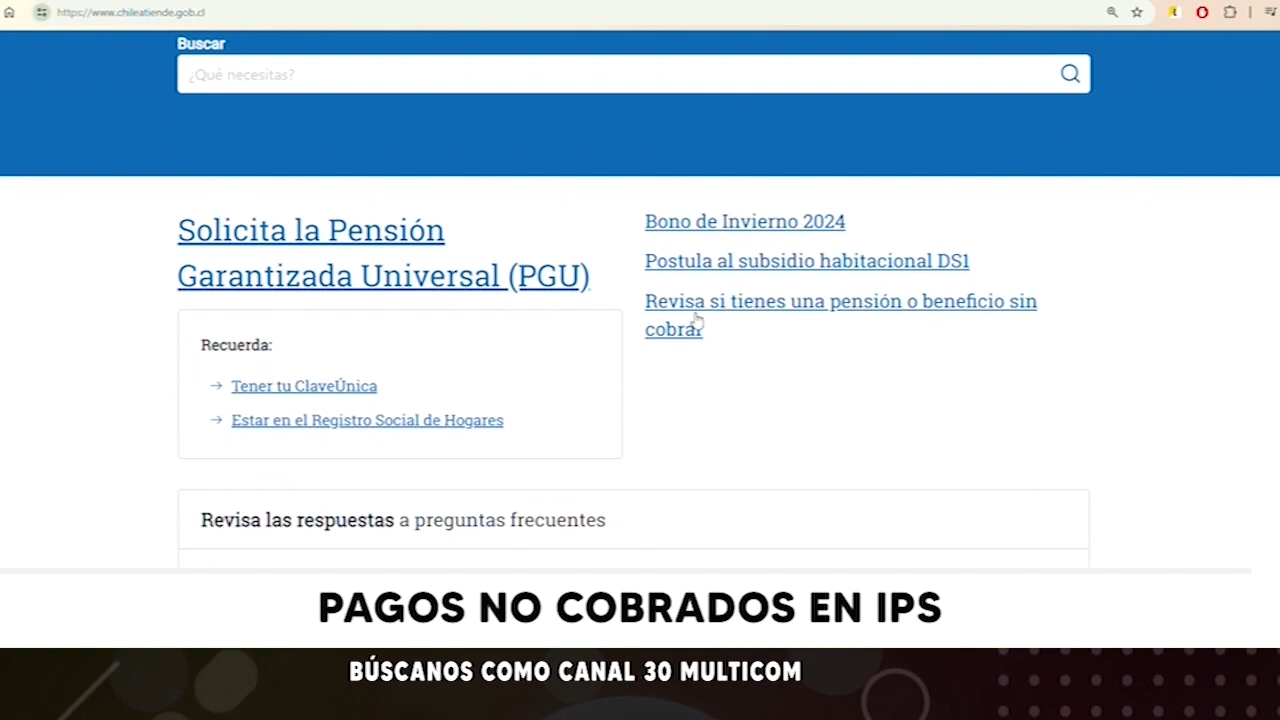 https://www.chileatiende.gob.cl
Buscar
¿Qué necesitas?
Solicita la Pensión
Garantizada Universal (PGU)
Recuerda:
→ Tener tu ClaveÚnica
→ Estar en el Registro Social de Hogares
Bono de Invierno 2024
Postula al subsidio habitacional DS1
Revisa si tienes una pensión o beneficio sin
cobrar
Revisa las respuestas a preguntas frecuentes
PAGOS NO COBRADOS EN IPS
BÚSCANOS COMO CANAL 30 MULTICOM